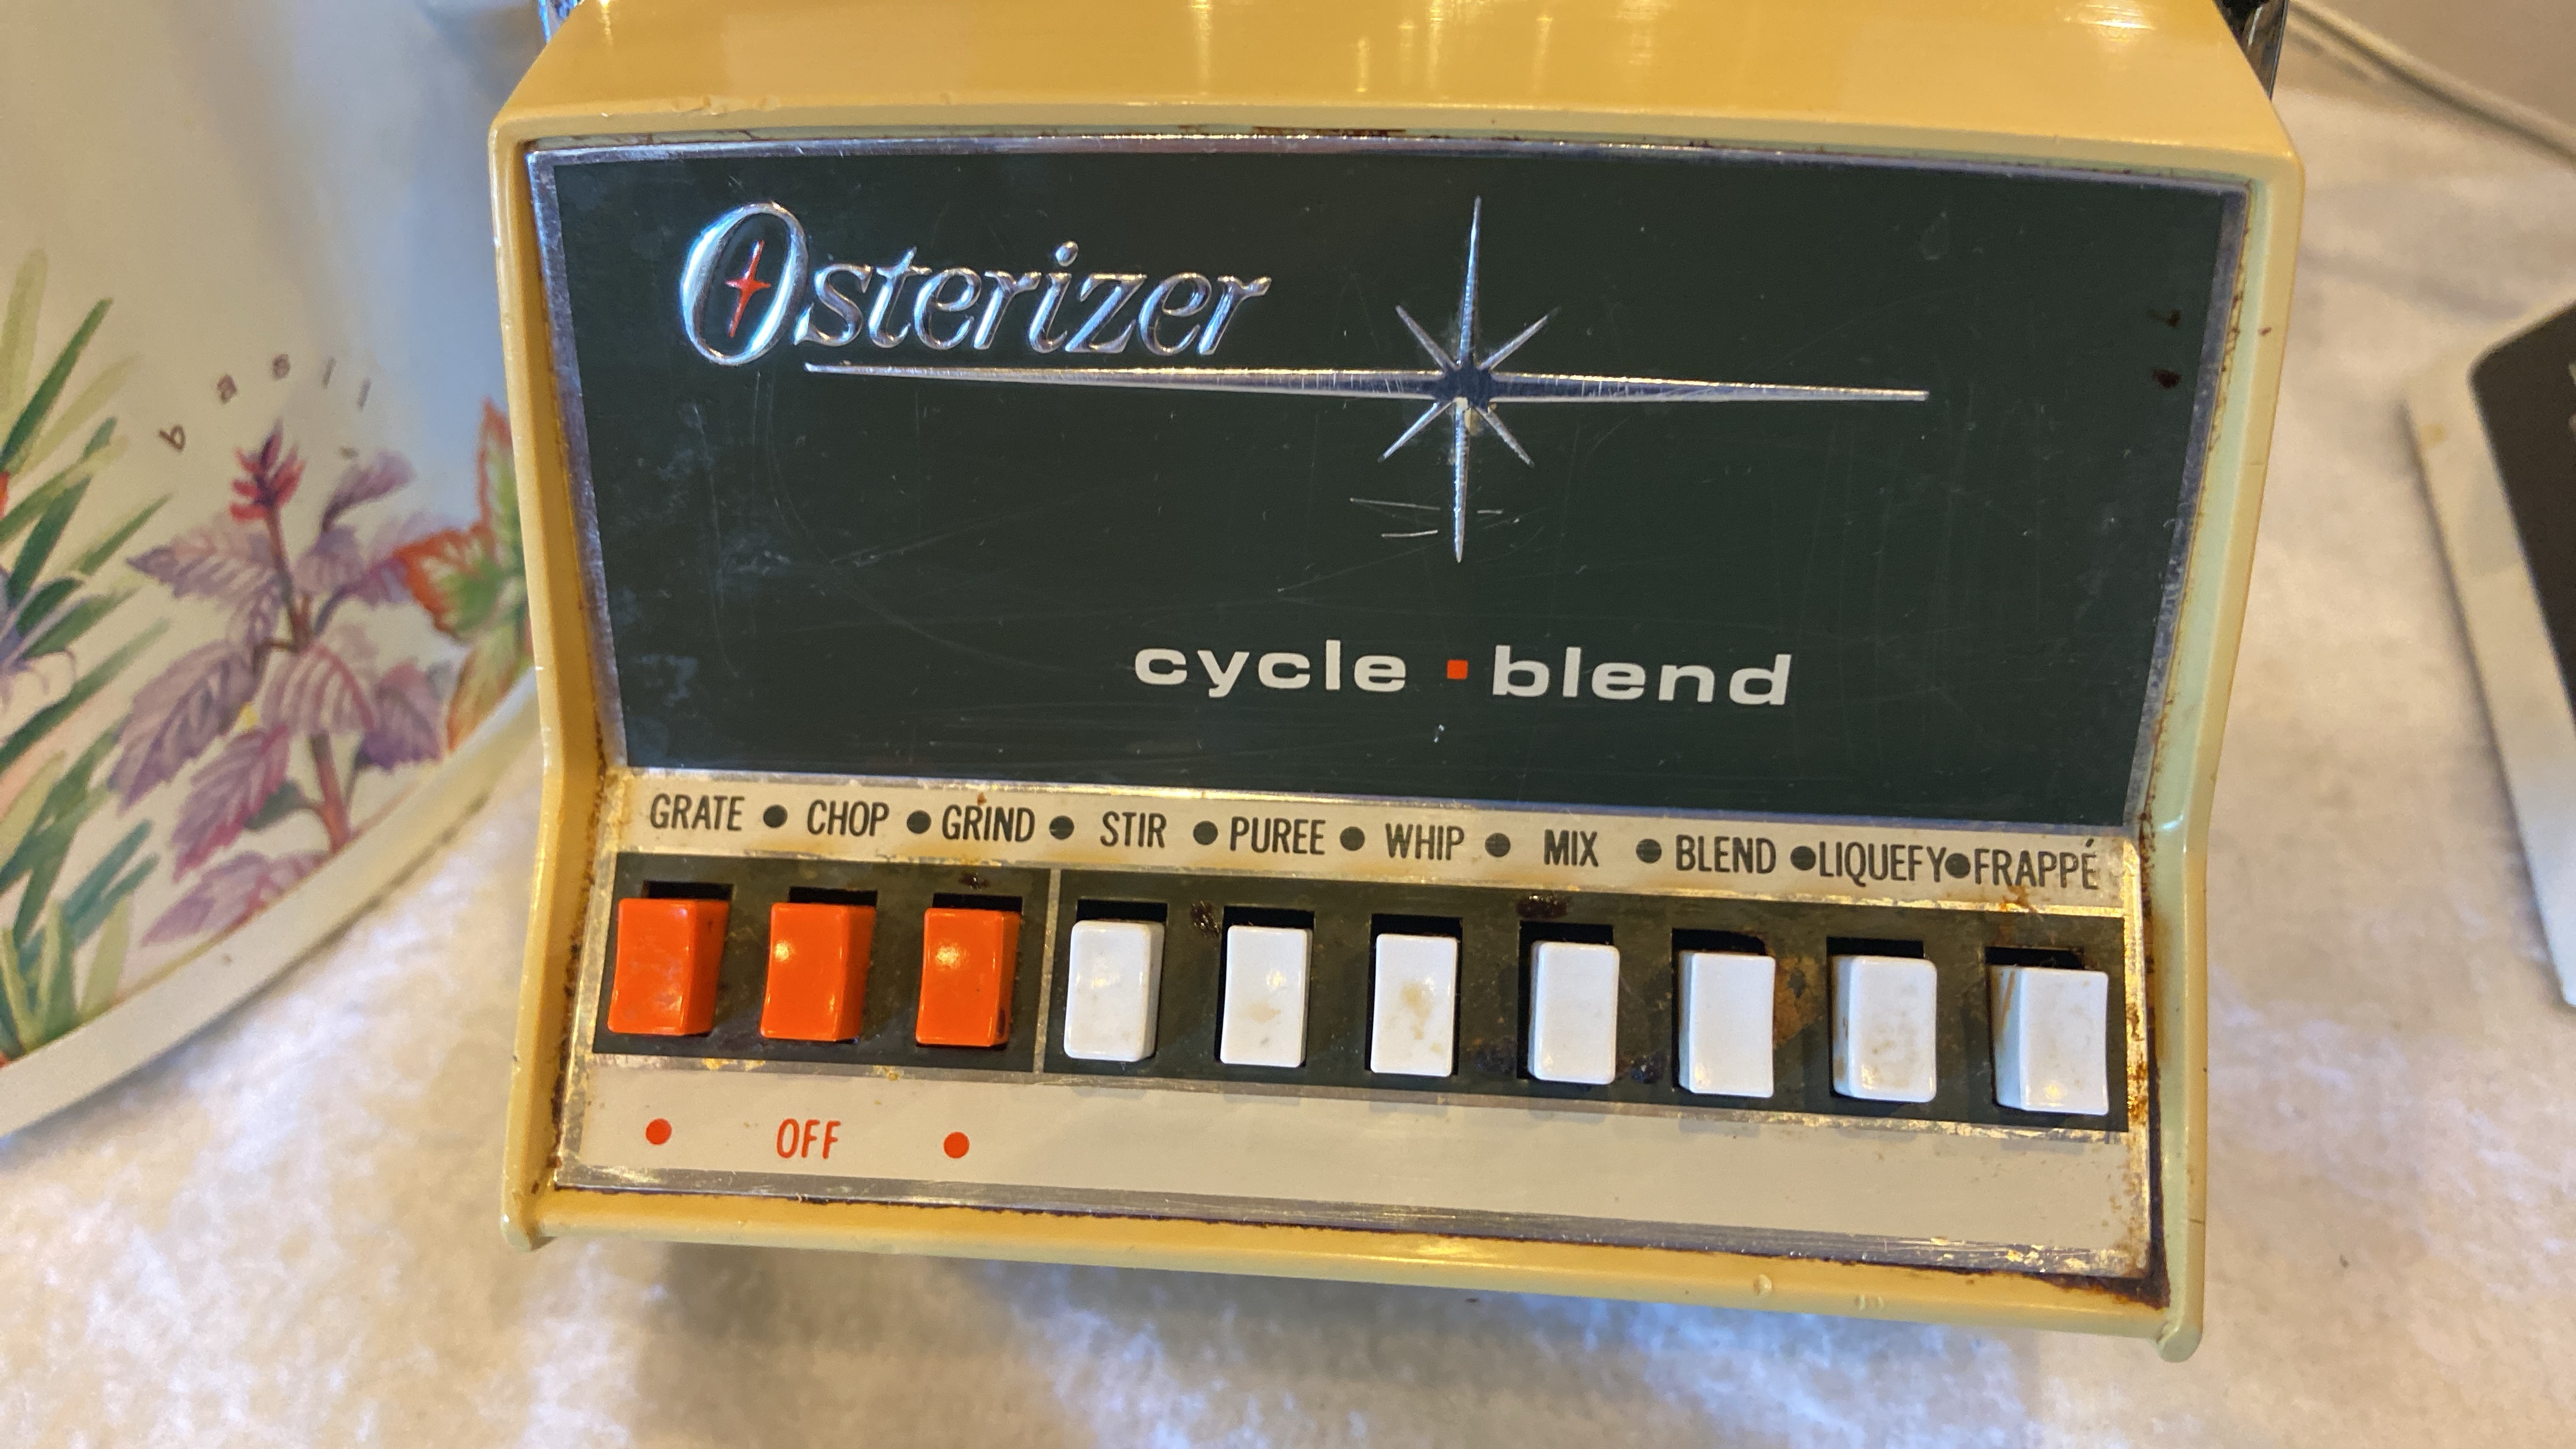 Osterizer
basil
cycle ▪ blend
GRATE ● CHOP ● GRIND ● STIR ● PUREE ● WHIP ● MIX ● BLEND ● LIQUEFY ● FRAPPÉ
● OFF ●